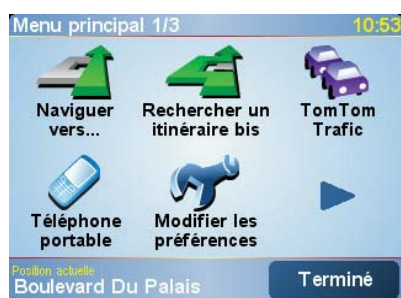 Menu principal 1/3 10:53
Naviguer
vers...
Rechercher un
itinéraire bis
TomTom
Trafic
Téléphone
portable
Modifier les
préférences
Position actuelle :
Boulevard Du Palais
Terminé